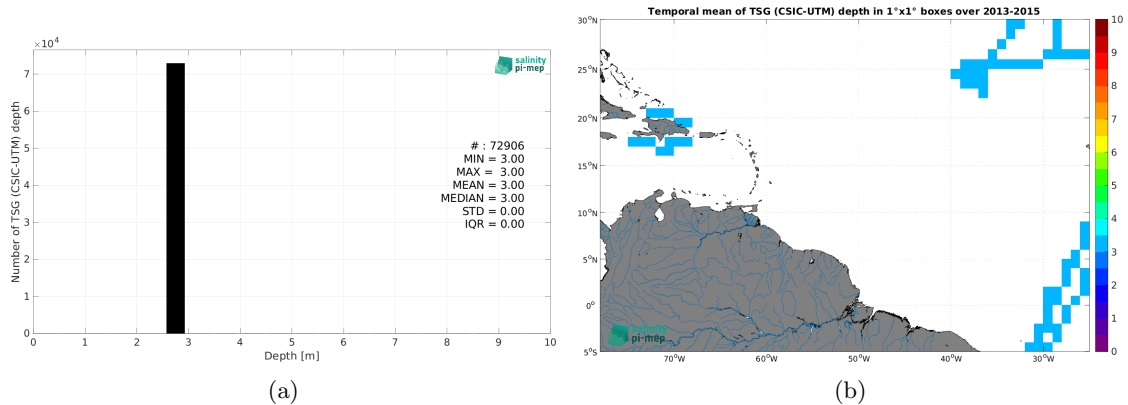 ×10⁴
7
6
5
4
3
2
1
0
Number of TSG (CSIC-UTM) depth
salinity
pi-mep
# : 72906
MIN = 3.00
MAX = 3.00
MEAN = 3.00
MEDIAN = 3.00
STD = 0.00
IQR = 0.00
0 1 2 3 4 5 6 7 8 9 10
Depth [m]
(a)
Temporal mean of TSG (CSIC-UTM) depth in 1°x1° boxes over 2013-2015
30°N
25°N
20°N
15°N
10°N
5°N
0°
5°S
salinity
pi-mep
70°W 60°W 50°W 40°W 30°W
10
9
8
7
6
5
4
3
2
1
0
(b)